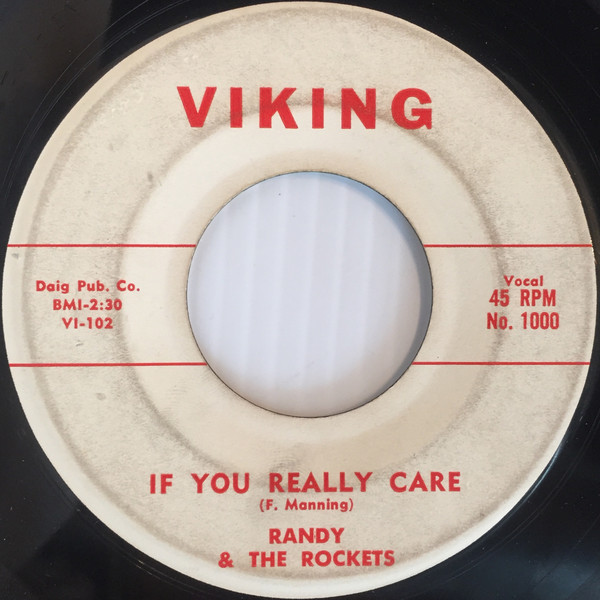 VIKING
Daig Pub. Co.
BMI-2:30
VI-102
Vocal
45 RPM
No. 1000
IF YOU REALLY CARE
(F. Manning)
RANDY
& THE ROCKETS